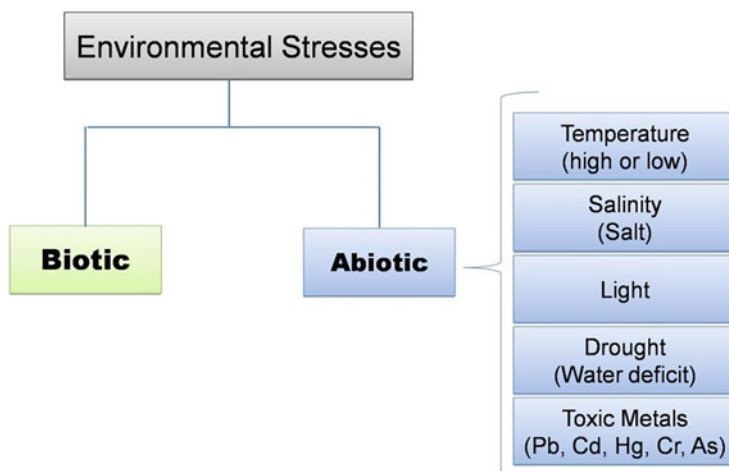 Environmental Stresses
Biotic
Abiotic
Temperature
(high or low)
Salinity
(Salt)
Light
Drought
(Water deficit)
Toxic Metals
(Pb, Cd, Hg, Cr, As)